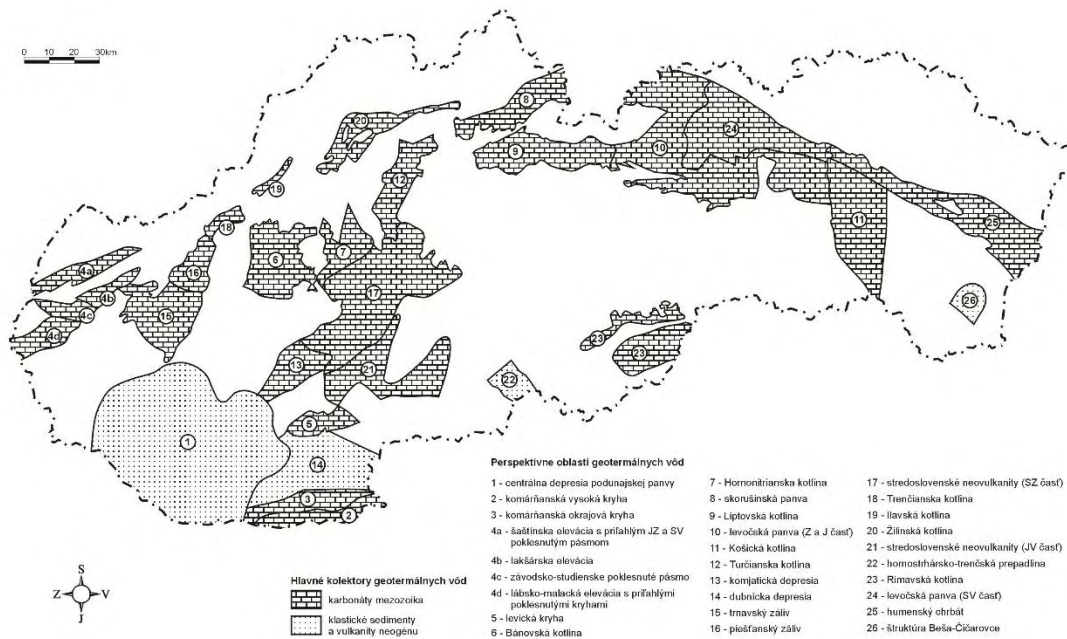 0 10 20 30km
8
20
24
9
10
12
19
18
11
7
25
6
4a
16
17
4b
26
4c
15
4d
23
13
23
21
22
5
1
14
3
2
Perspektívne oblasti geotermálnych vôd
1 - centrálna depresia podunajskej panvy
2 - komárňanská vysoká kryha
3 - komárňanská okrajová kryha
4a - šaštínska elevácia s priľahlým JZ a SV
poklesnutým pásmom
4b - lakšárska elevácia
4c - závodsko-studienske poklesnuté pásmo
4d - lábsko-malacká elevácia s priľahlými
poklesnutými kryhami
5 - levická kryha
6 - Bánovská kotlina
7 - Hornonitrianska kotlina
8 - skorušinská panva
9 - Liptovská kotlina
10 - levočská panva (Z a J časť)
11 - Košická kotlina
12 - Turčianska kotlina
13 - komjatická depresia
14 - dubnícka depresia
15 - trnavský záliv
16 - piešťanský záliv
17 - stredoslovenské neovulkanity (SZ časť)
18 - Trenčianska kotlina
19 - Ilavská kotlina
20 - Žilinská kotlina
21 - stredoslovenské neovulkanity (JV časť)
22 - hornostrhársko-trenčská prepadlina
23 - Rimavská kotlina
24 - levočská panva (SV časť)
25 - humenský chrbát
26 - štruktúra Beša-Čičarovce
S
Z V
J
Hlavné kolektory geotermálnych vôd
karbonáty mezozoika
klastické sedimenty
a vulkanity neogénu